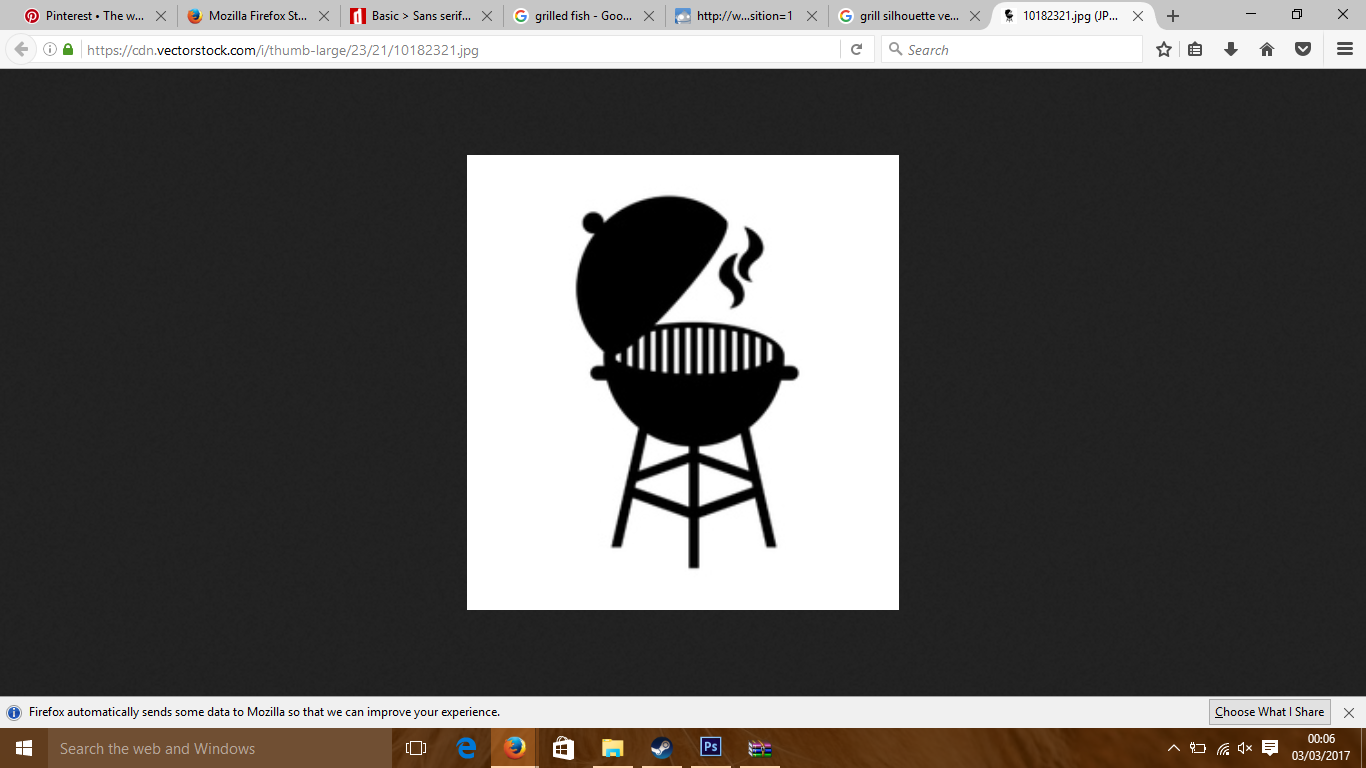 Pinterest • The w...
Mozilla Firefox St...
Basic > Sans serif...
grilled fish - Goo...
http://w...sition=1
grill silhouette ve...
10182321.jpg (JP...
https://cdn.vectorstock.com/i/thumb-large/23/21/10182321.jpg
Search
Firefox automatically sends some data to Mozilla so that we can improve your experience.
Choose What I Share
Search the web and Windows
Ps
00:06
03/03/2017